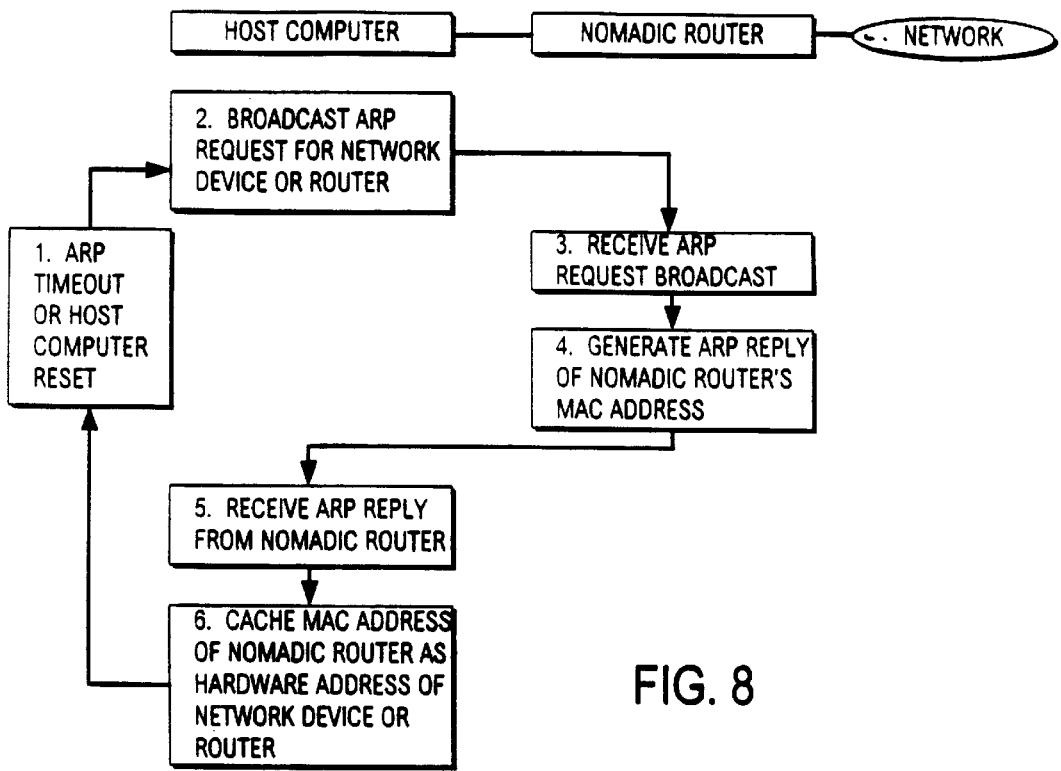 HOST COMPUTER
NOMADIC ROUTER
NETWORK
2. BROADCAST ARP
REQUEST FOR NETWORK
DEVICE OR ROUTER
1. ARP
TIMEOUT
OR HOST
COMPUTER
RESET
3. RECEIVE ARP
REQUEST BROADCAST
4. GENERATE ARP REPLY
OF NOMADIC ROUTER'S
MAC ADDRESS
5. RECEIVE ARP REPLY
FROM NOMADIC ROUTER
6. CACHE MAC ADDRESS
OF NOMADIC ROUTER AS
HARDWARE ADDRESS OF
NETWORK DEVICE OR
ROUTER
FIG. 8